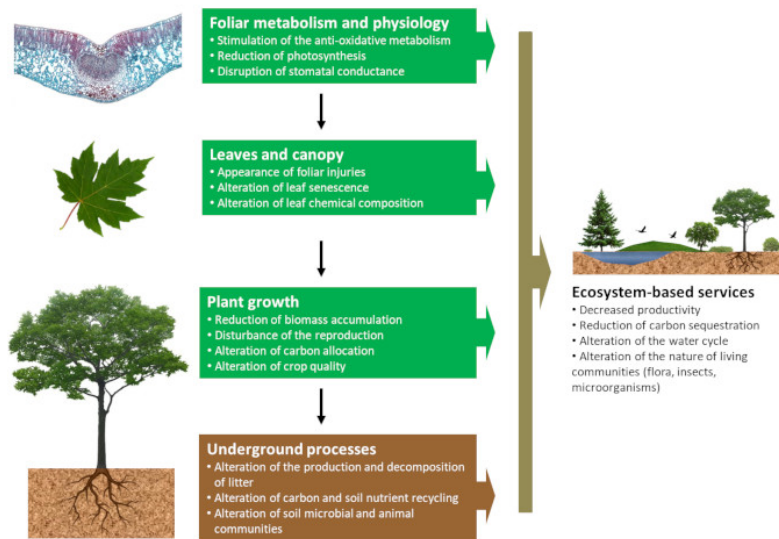 Foliar metabolism and physiology
• Stimulation of the anti-oxidative metabolism
• Reduction of photosynthesis
• Disruption of stomatal conductance
Leaves and canopy
• Appearance of foliar injuries
• Alteration of leaf senescence
• Alteration of leaf chemical composition
Plant growth
• Reduction of biomass accumulation
• Disturbance of the reproduction
• Alteration of carbon allocation
• Alteration of crop quality
Underground processes
• Alteration of the production and decomposition
of litter
• Alteration of carbon and soil nutrient recycling
• Alteration of soil microbial and animal
communities
Ecosystem-based services
• Decreased productivity
• Reduction of carbon sequestration
• Alteration of the water cycle
• Alteration of the nature of living
communities (flora, insects,
microorganisms)